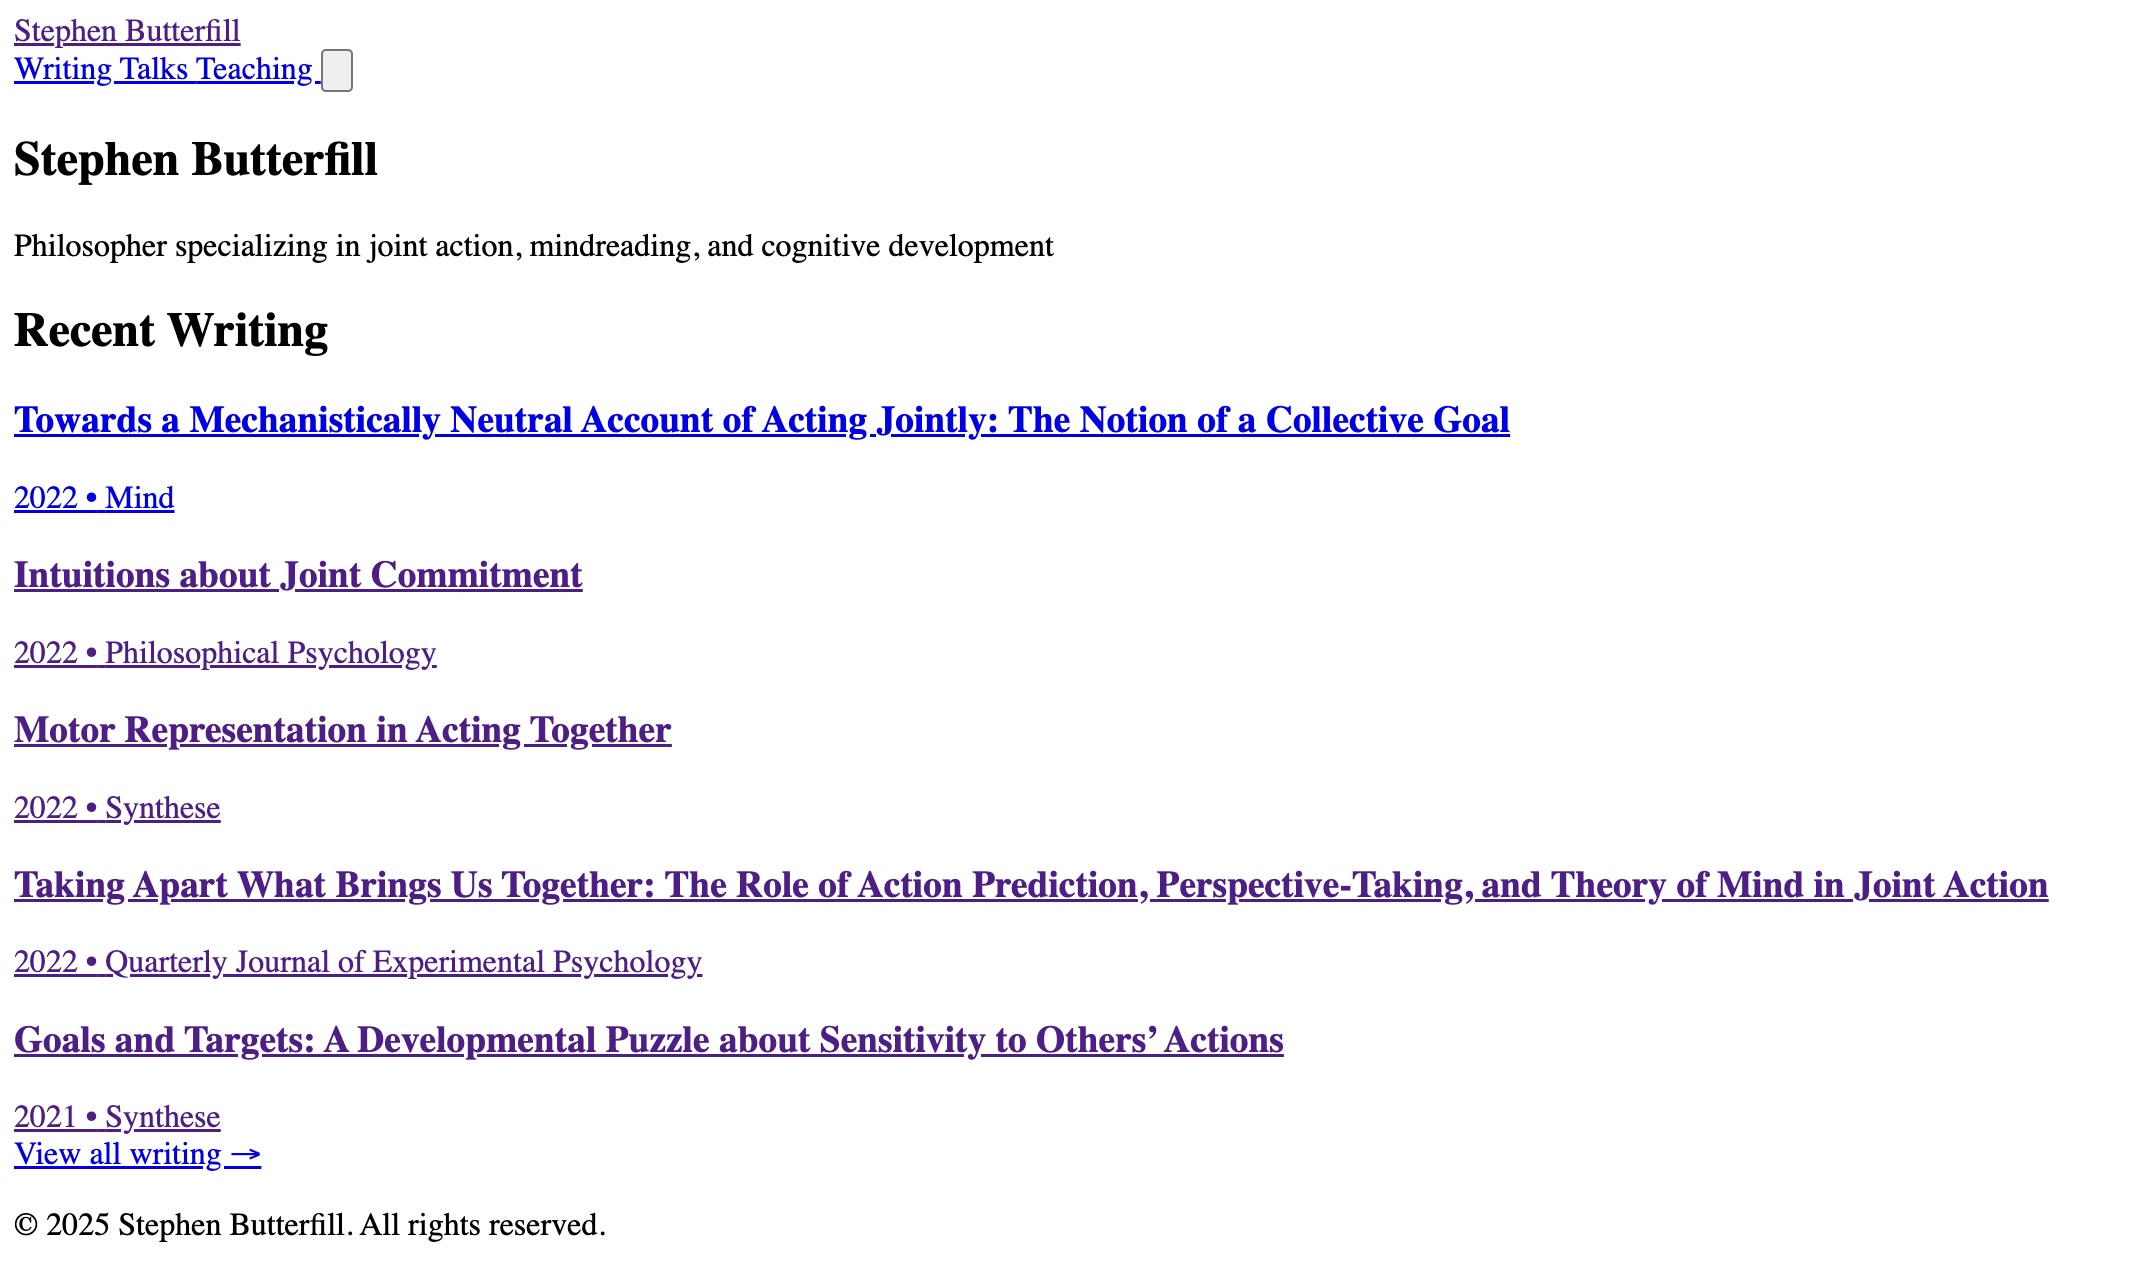 Stephen Butterfill
Writing Talks Teaching
Stephen Butterfill
Philosopher specializing in joint action, mindreading, and cognitive development
Recent Writing
Towards a Mechanistically Neutral Account of Acting Jointly: The Notion of a Collective Goal
2022 • Mind
Intuitions about Joint Commitment
2022 • Philosophical Psychology
Motor Representation in Acting Together
2022 • Synthese
Taking Apart What Brings Us Together: The Role of Action Prediction, Perspective-Taking, and Theory of Mind in Joint Action
2022 • Quarterly Journal of Experimental Psychology
Goals and Targets: A Developmental Puzzle about Sensitivity to Others’ Actions
2021 • Synthese
View all writing →
© 2025 Stephen Butterfill. All rights reserved.